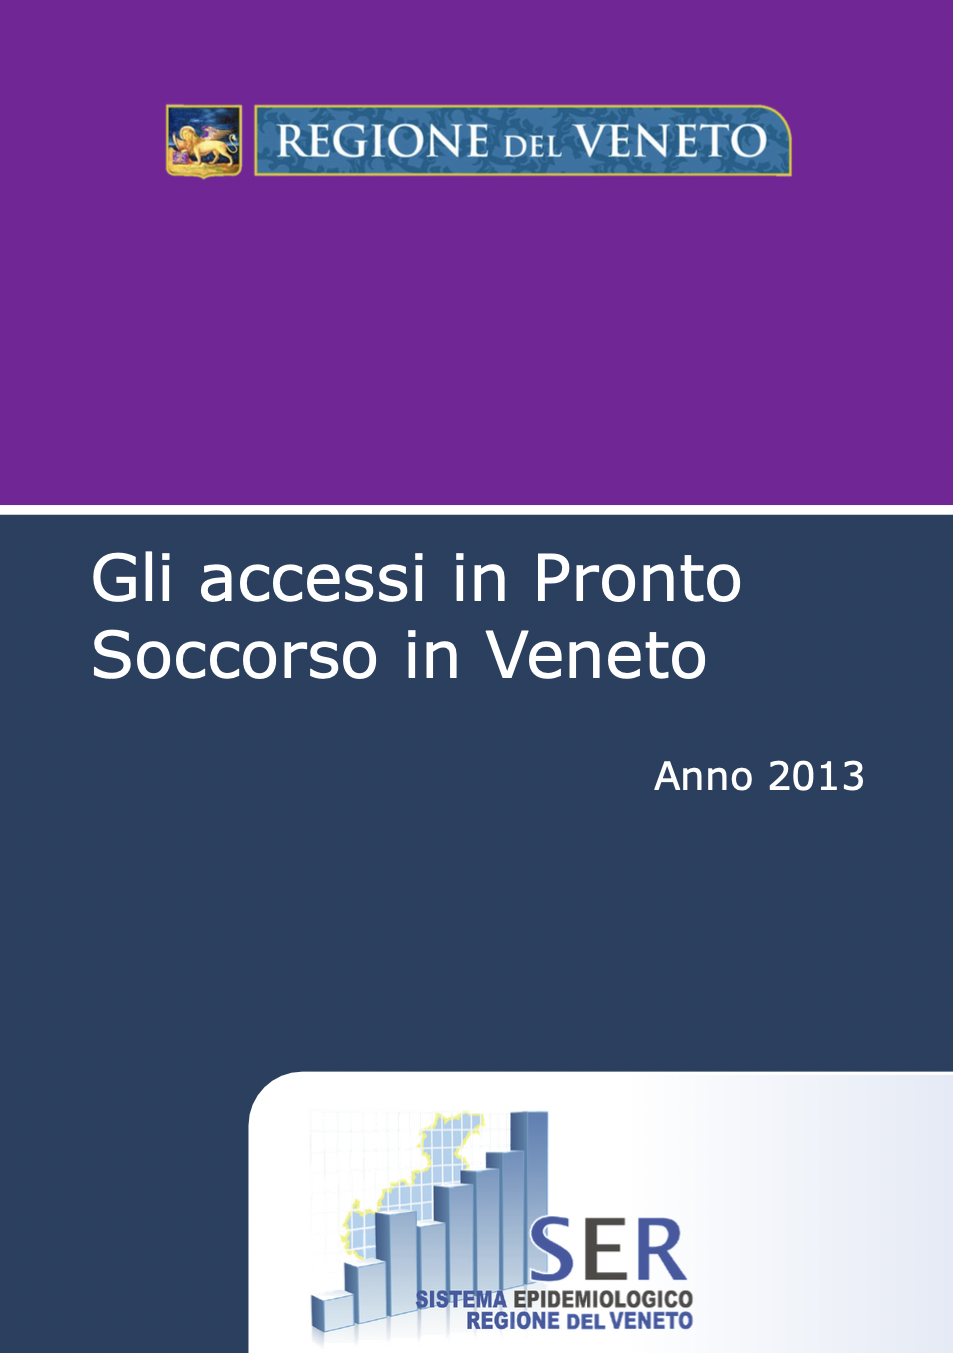 REGIONE DEL VENETO
Gli accessi in Pronto
Soccorso in Veneto
Anno 2013
SER
SISTEMA EPIDEMIOLOGICO
REGIONE DEL VENETO